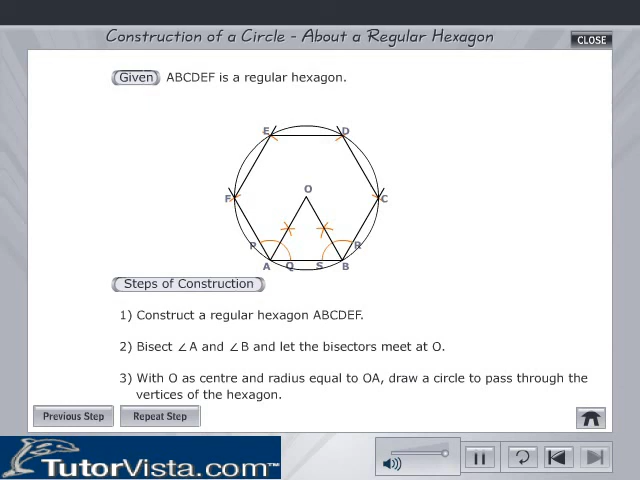 Construction of a Circle - About a Regular Hexagon
CLOSE
Given ABCDEF is a regular hexagon.
E D
O
F C
P R
A Q S B
Steps of Construction
1) Construct a regular hexagon ABCDEF.
2) Bisect ∠A and ∠B and let the bisectors meet at O.
3) With O as centre and radius equal to OA, draw a circle to pass through the
vertices of the hexagon.
Previous Step Repeat Step
TutorVista.com™